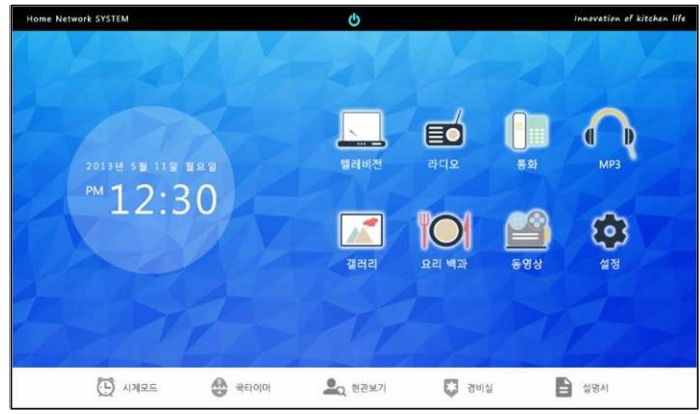 Home Network SYSTEM
Innovation of kitchen life
2013년 5월 11일 월요일
PM 12:30
텔레비전
라디오
통화
MP3
갤러리
요리 백과
동영상
설정
시계모드
쿡타이머
현관보기
경비실
설명서